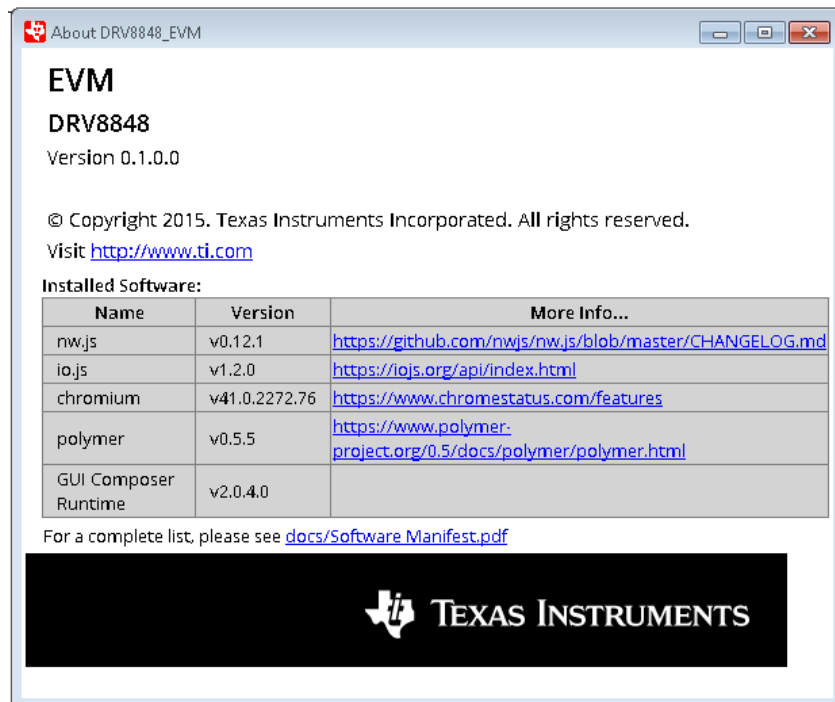 About DRV8848_EVM
EVM
DRV8848
Version 0.1.0.0
© Copyright 2015. Texas Instruments Incorporated. All rights reserved.
Visit http://www.ti.com
Installed Software:
Name Version More Info...
nw.js v0.12.1 https://github.com/nwjs/nw.js/blob/master/CHANGELOG.md
io.js v1.2.0 https://iojs.org/api/index.html
chromium v41.0.2272.76 https://www.chromestatus.com/features
polymer v0.5.5 https://www.polymer-
project.org/0.5/docs/polymer/polymer.html
GUI Composer
Runtime v2.0.4.0
For a complete list, please see docs/Software Manifest.pdf
TEXAS INSTRUMENTS